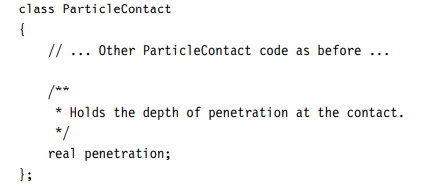 class ParticleContact
{
    // ... Other ParticleContact code as before ...

    /**
     * Holds the depth of penetration at the contact.
     */
    real penetration;
};